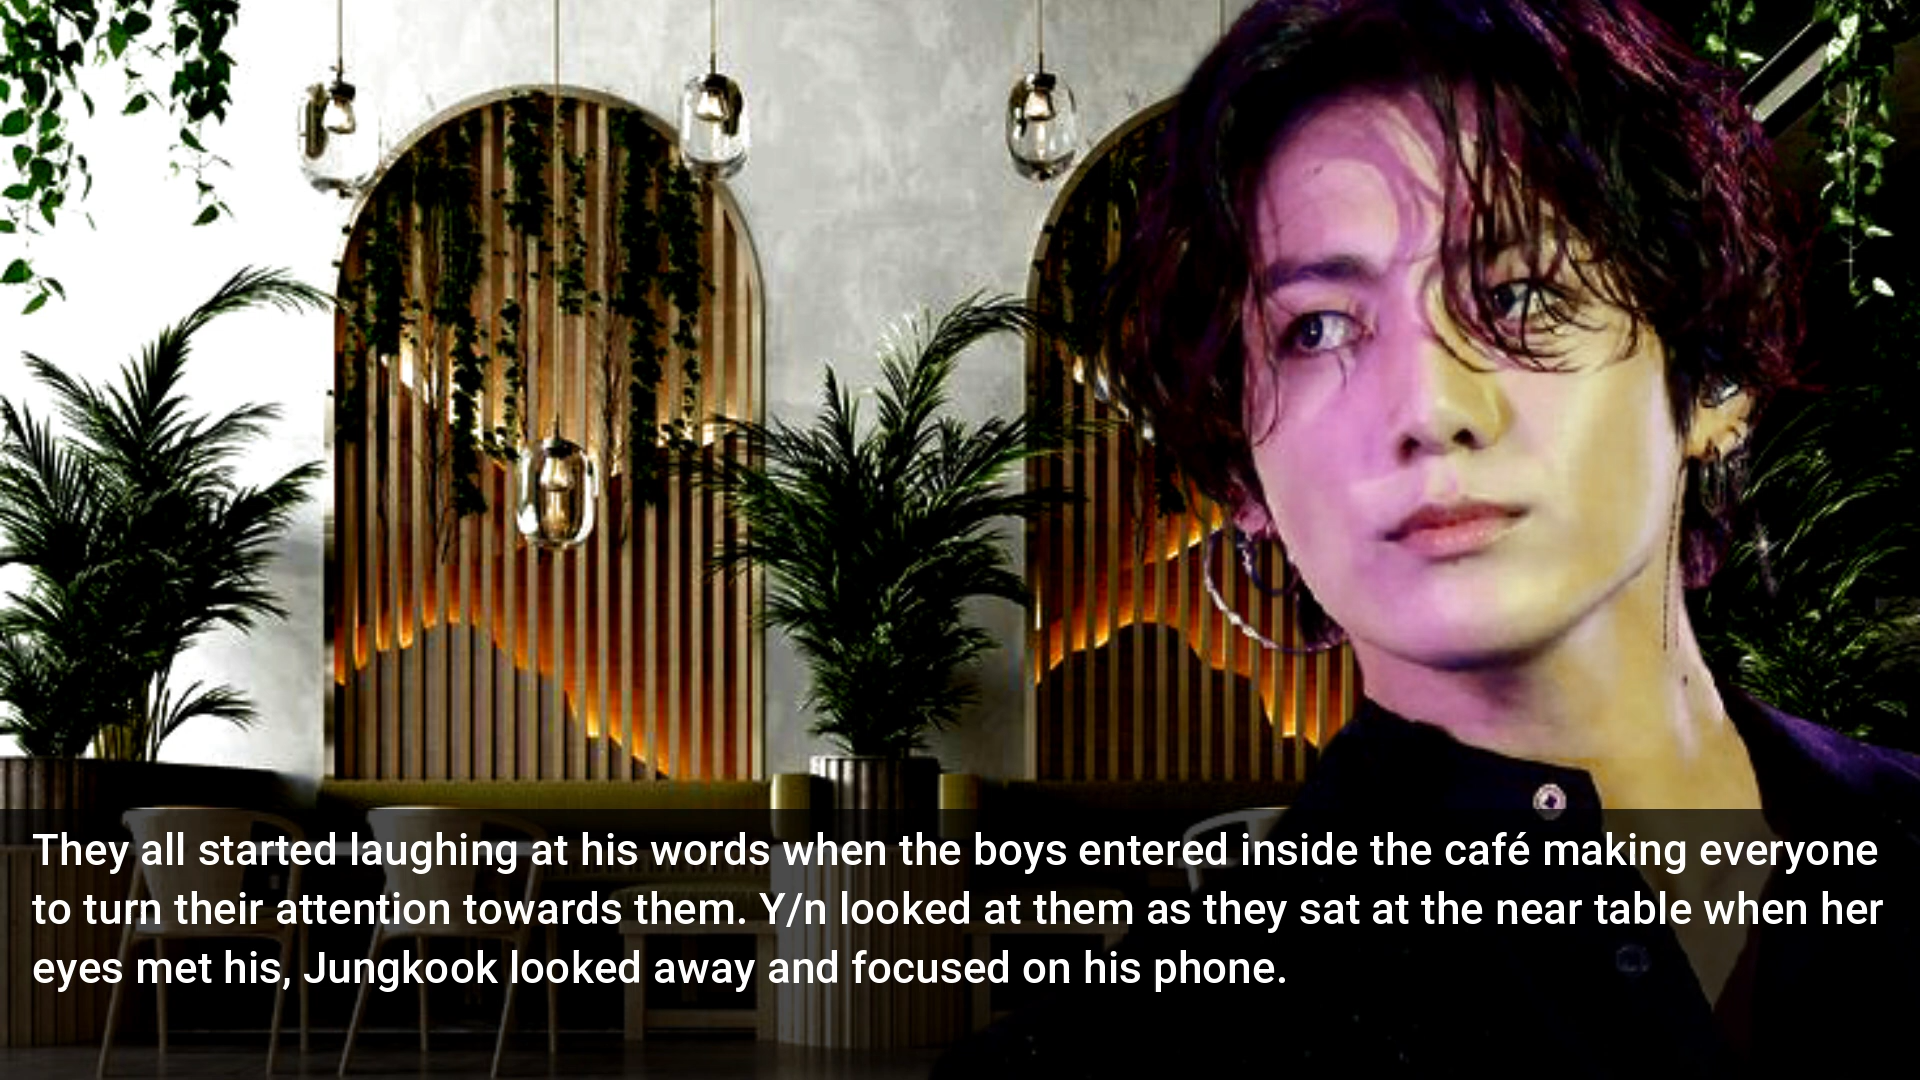 They all started laughing at his words when the boys entered inside the café making everyone
to turn their attention towards them. Y/n looked at them as they sat at the near table when her
eyes met his, Jungkook looked away and focused on his phone.